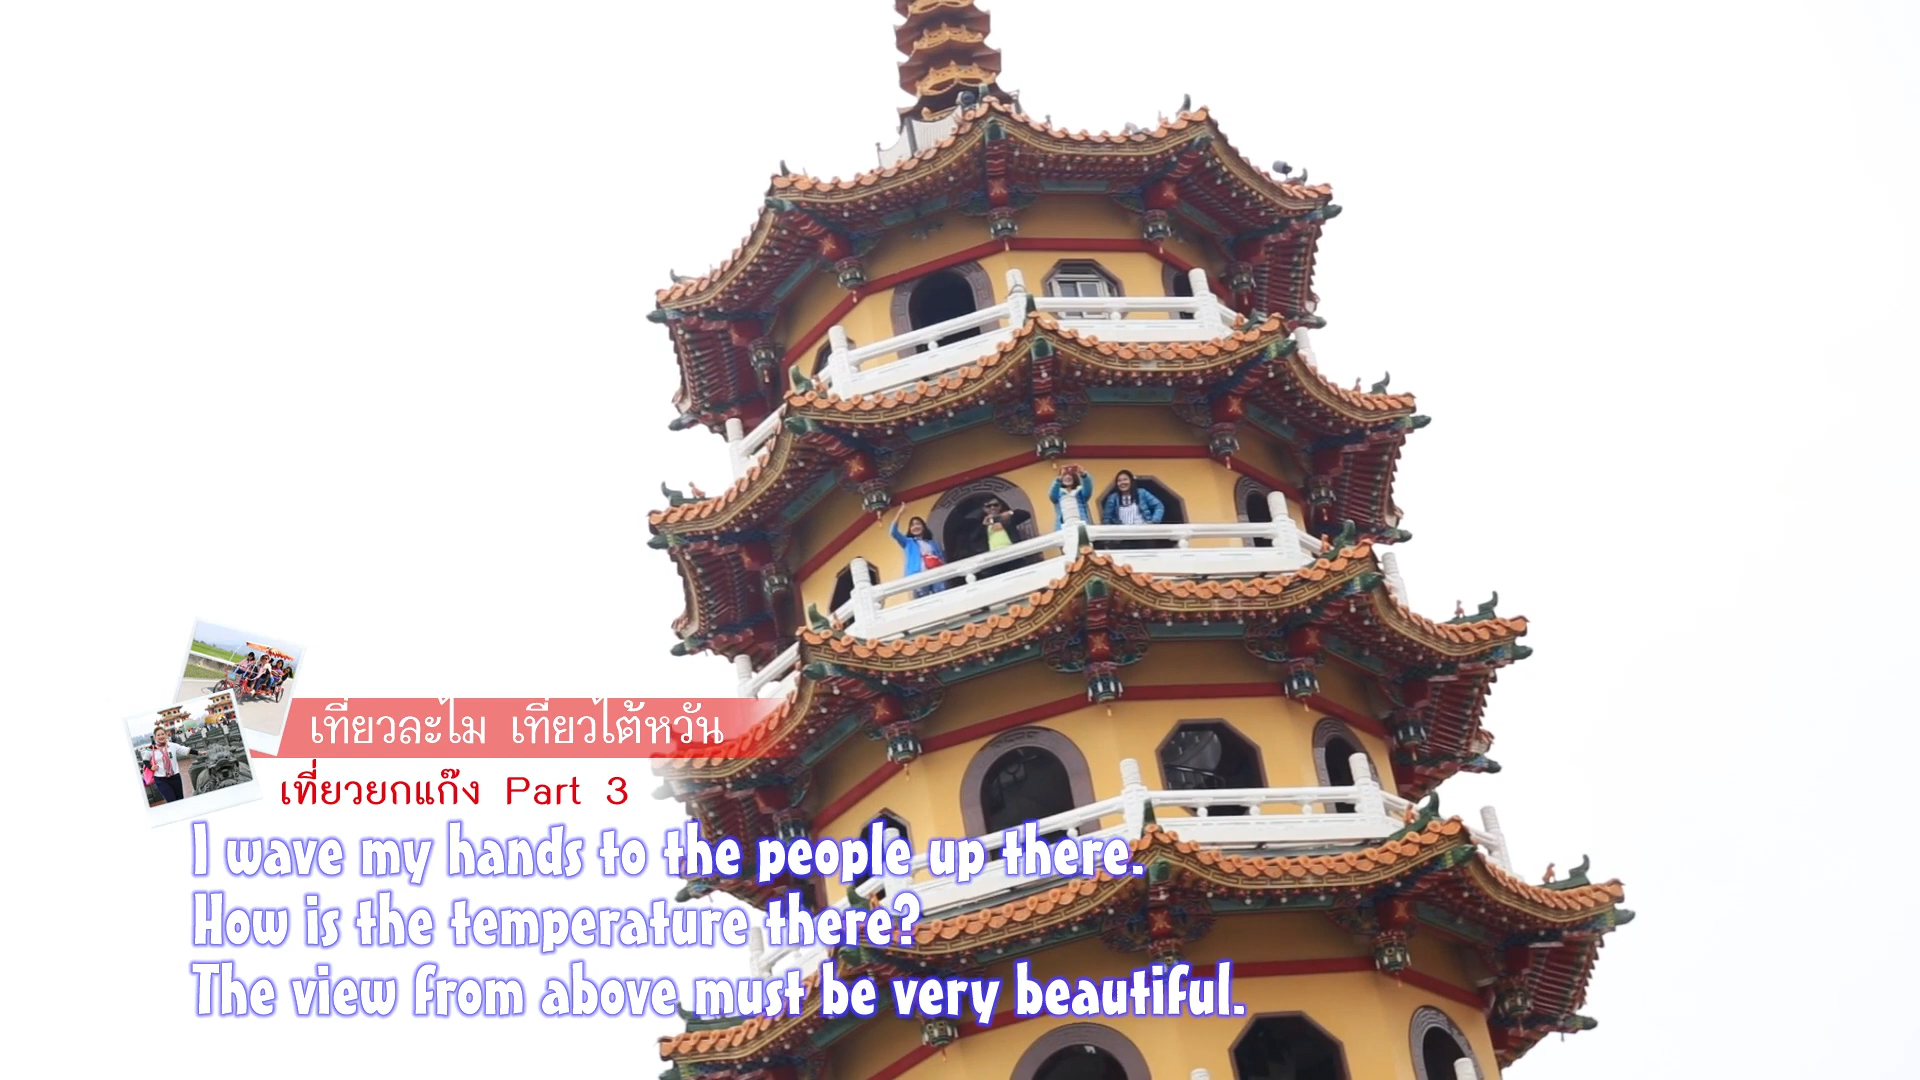 เที่ยวละไม เที่ยวไต้หวัน
เที่ยวยกแก๊ง Part 3
I wave my hands to the people up there.
How is the temperature there?
The view from above must be very beautiful.